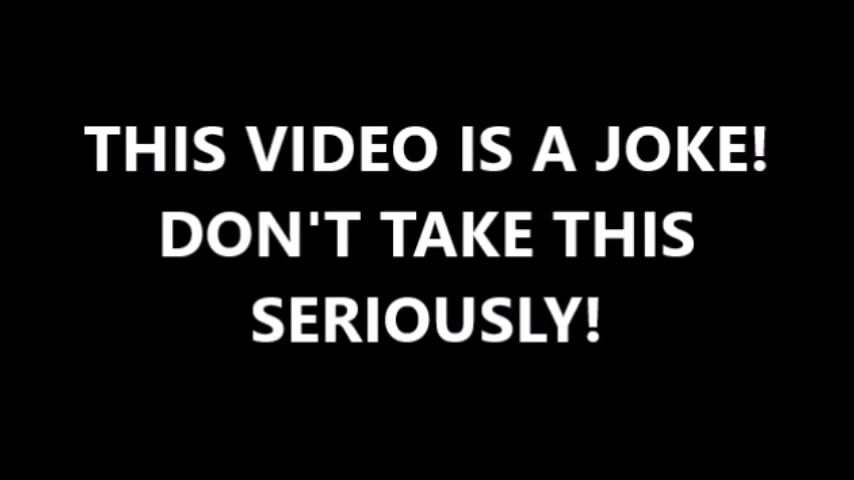 THIS VIDEO IS A JOKE!
DON'T TAKE THIS
SERIOUSLY!